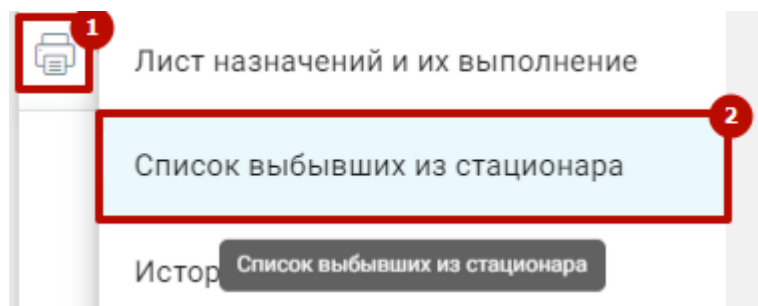 1
Лист назначений и их выполнение
2
Список выбывших из стационара
Истор
Список выбывших из стационара